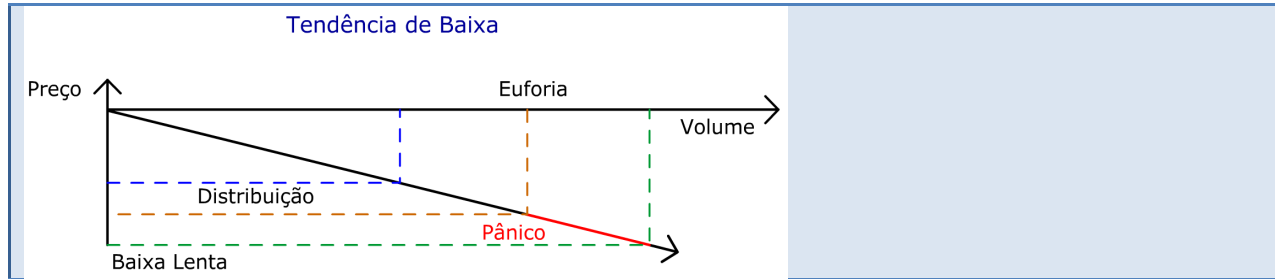 Tendência de Baixa
Preço
Euforia
Volume
Distribuição
Pânico
Baixa Lenta